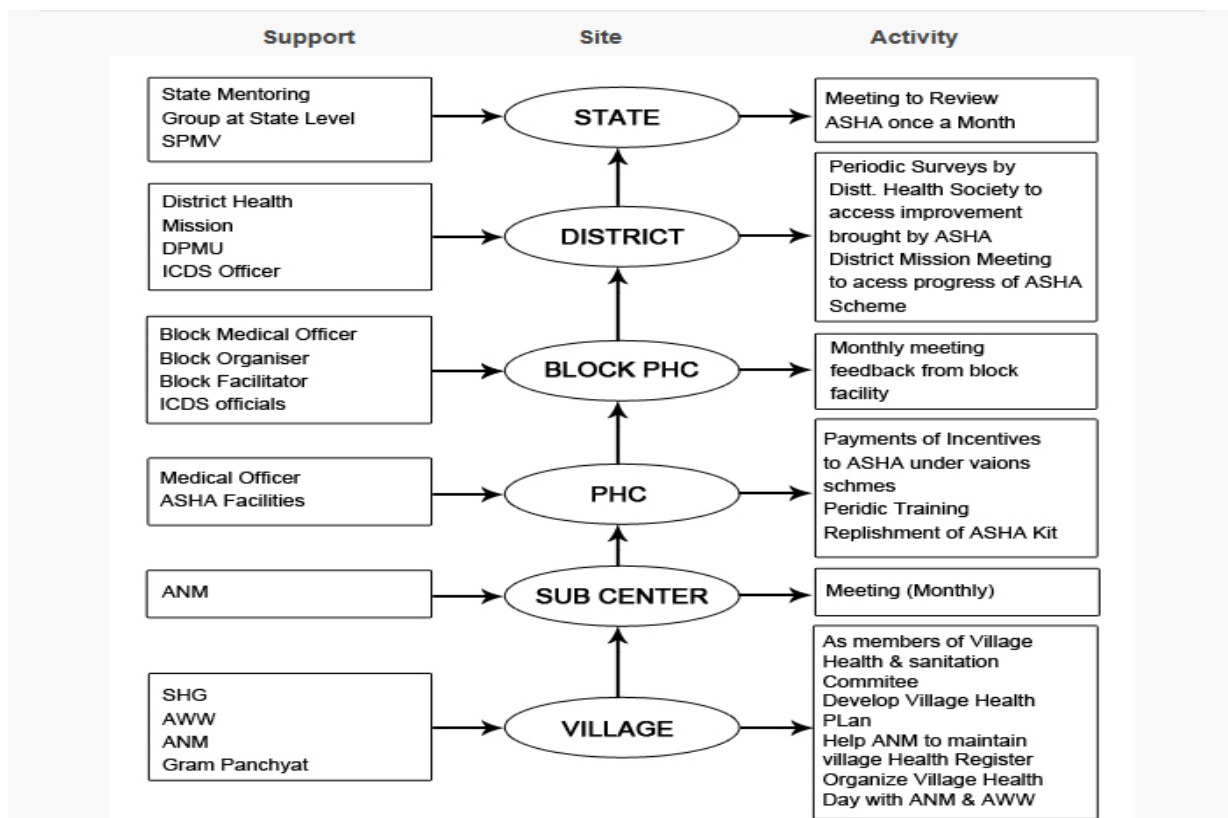 Support Site Activity
State Mentoring
Group at State Level
SPMV
STATE
Meeting to Review
ASHA once a Month
District Health
Mission
DPMU
ICDS Officer
DISTRICT
Periodic Surveys by
Distt. Health Society to
access improvement
brought by ASHA
District Mission Meeting
to acess progress of ASHA
Scheme
Block Medical Officer
Block Organiser
Block Facilitator
ICDS officials
BLOCK PHC
Monthly meeting
feedback from block
facility
Medical Officer
ASHA Facilities
PHC
Payments of Incentives
to ASHA under vaions
schmes
Peridic Training
Replishment of ASHA Kit
ANM
SUB CENTER
Meeting (Monthly)
SHG
AWW
ANM
Gram Panchyat
VILLAGE
As members of Village
Health & sanitation
Commitee
Develop Village Health
PLan
Help ANM to maintain
village Health Register
Organize Village Health
Day with ANM & AWW